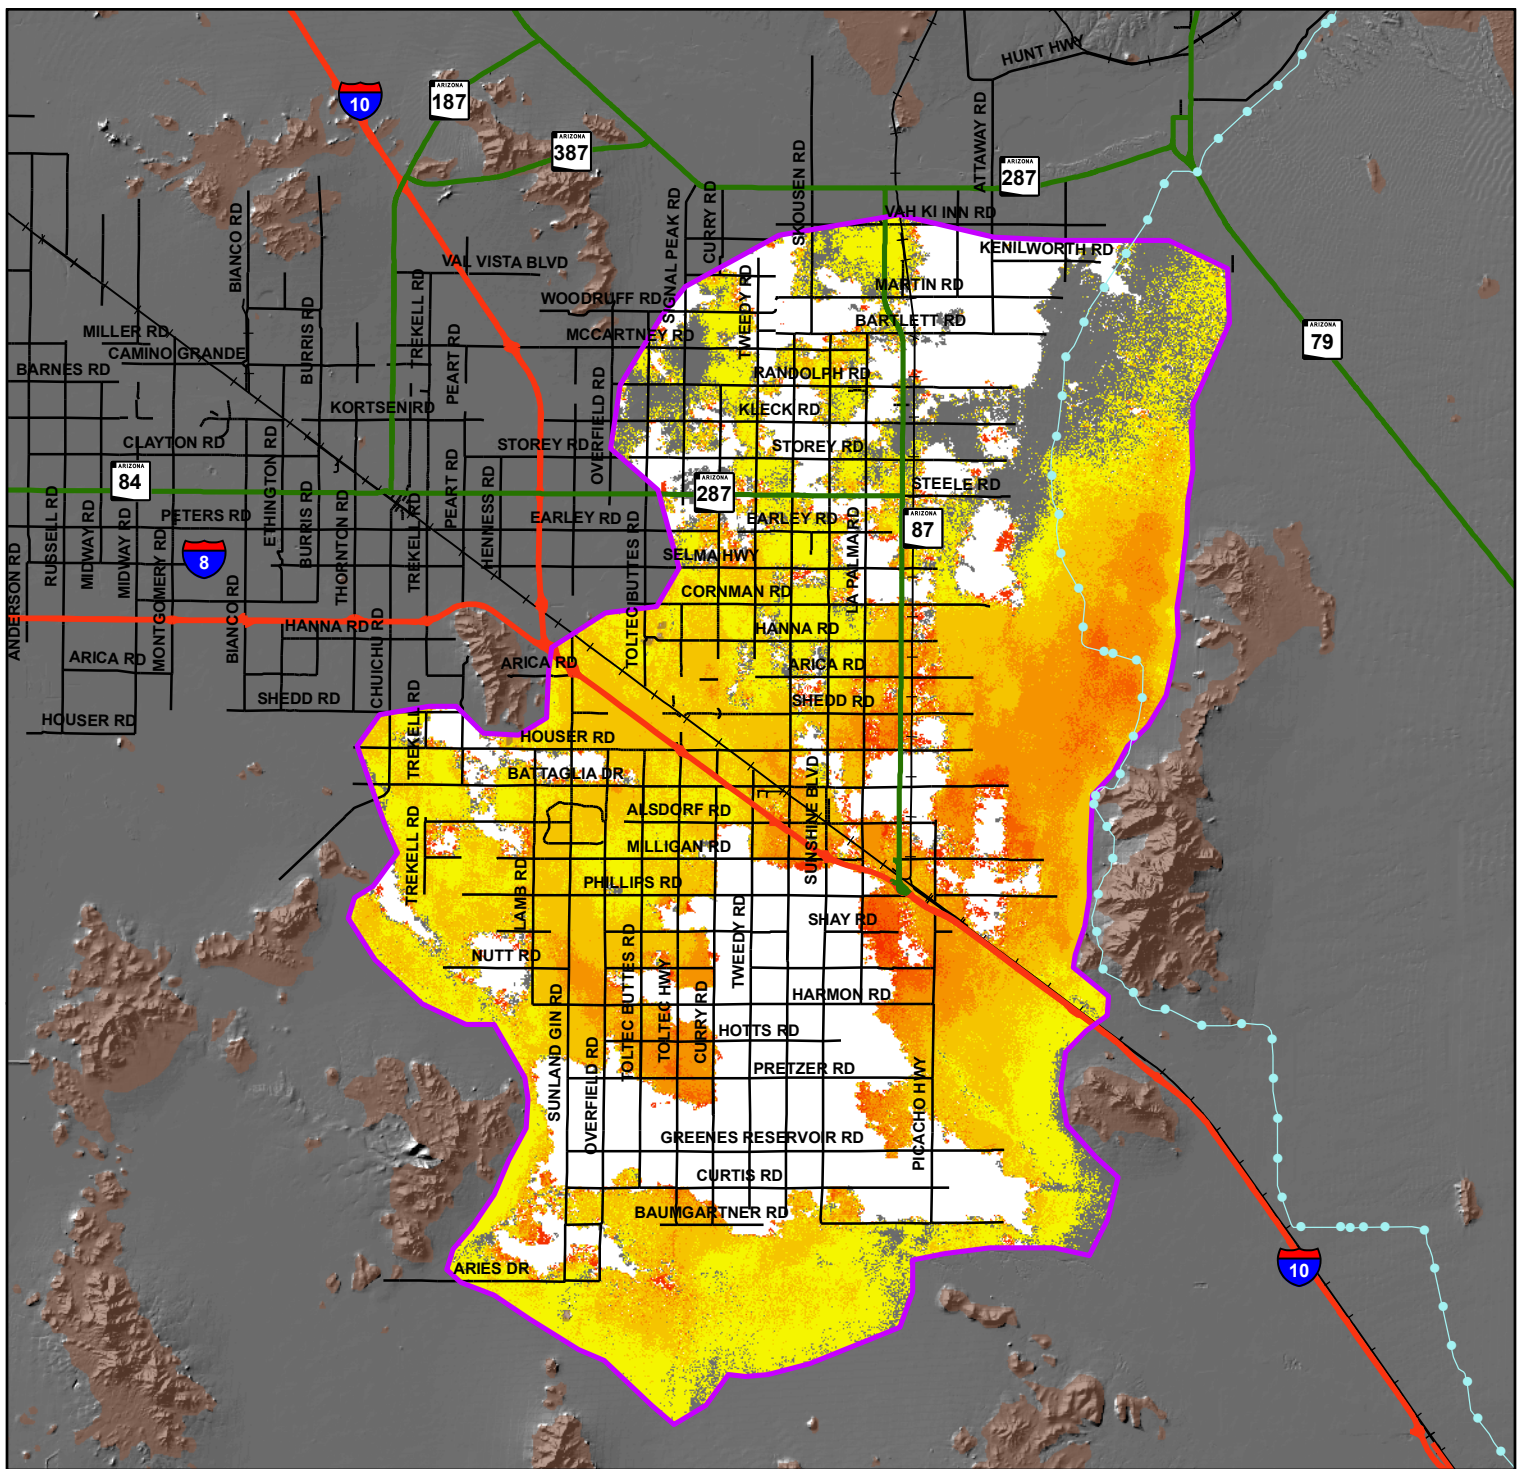 HUNT HWY
10
ARIZONA
187
ARIZONA
387
ARIZONA
287
ATTAWAY RD
SKOUSEN RD
SIGNAL PEAK RD
CURRY RD
VAH KI INN RD
KENILWORTH RD
BIANCO RD
VAL VISTA BLVD
TREKELL RD
WOODRUFF RD
TWEEDY RD
MARTIN RD
BARTLETT RD
MILLER RD
BURRIS RD
PEART RD
MCCARTNEY RD
ARIZONA
79
CAMINO GRANDE
BARNES RD
RANDOLPH RD
KORTSEN RD
OVERFIELD RD
KLECK RD
CLAYTON RD
STOREY RD
STOREY RD
ARIZONA
84
ETHINGTON RD
PEART RD
HENNESS RD
ARIZONA
287
STEELE RD
RUSSELL RD
MIDWAY RD
MIDWAY RD
PETERS RD
BURRIS RD
THORNTON RD
TREKELL RD
EARLEY RD
TOLTEC BUTTES RD
EARLEY RD
LA PALMA RD
ARIZONA
87
ANDERSON RD
MONTGOMERY RD
8
SELMA HWY
BIANCO RD
CORNMAN RD
CHUICHU RD
HANNA RD
HANNA RD
ARICA RD
ARICA RD
ARICA RD
SHEDD RD
SHEDD RD
HOUSER RD
TREKELL RD
HOUSER RD
BATTAGLIA DR
SUNSHINE BLVD
ALSDORF RD
TREKELL RD
MILLIGAN RD
LAMB RD
PHILLIPS RD
TWEEDY RD
SHAY RD
NUTT RD
TOLTEC BUTTES RD
TOLTEC HWY
CURRY RD
HARMON RD
SUNLAND GIN RD
OVERFIELD RD
HOTTS RD
PRETZER RD
PICACHO HWY
GREENES RESERVOIR RD
CURTIS RD
BAUMGARTNER RD
ARIES DR
10